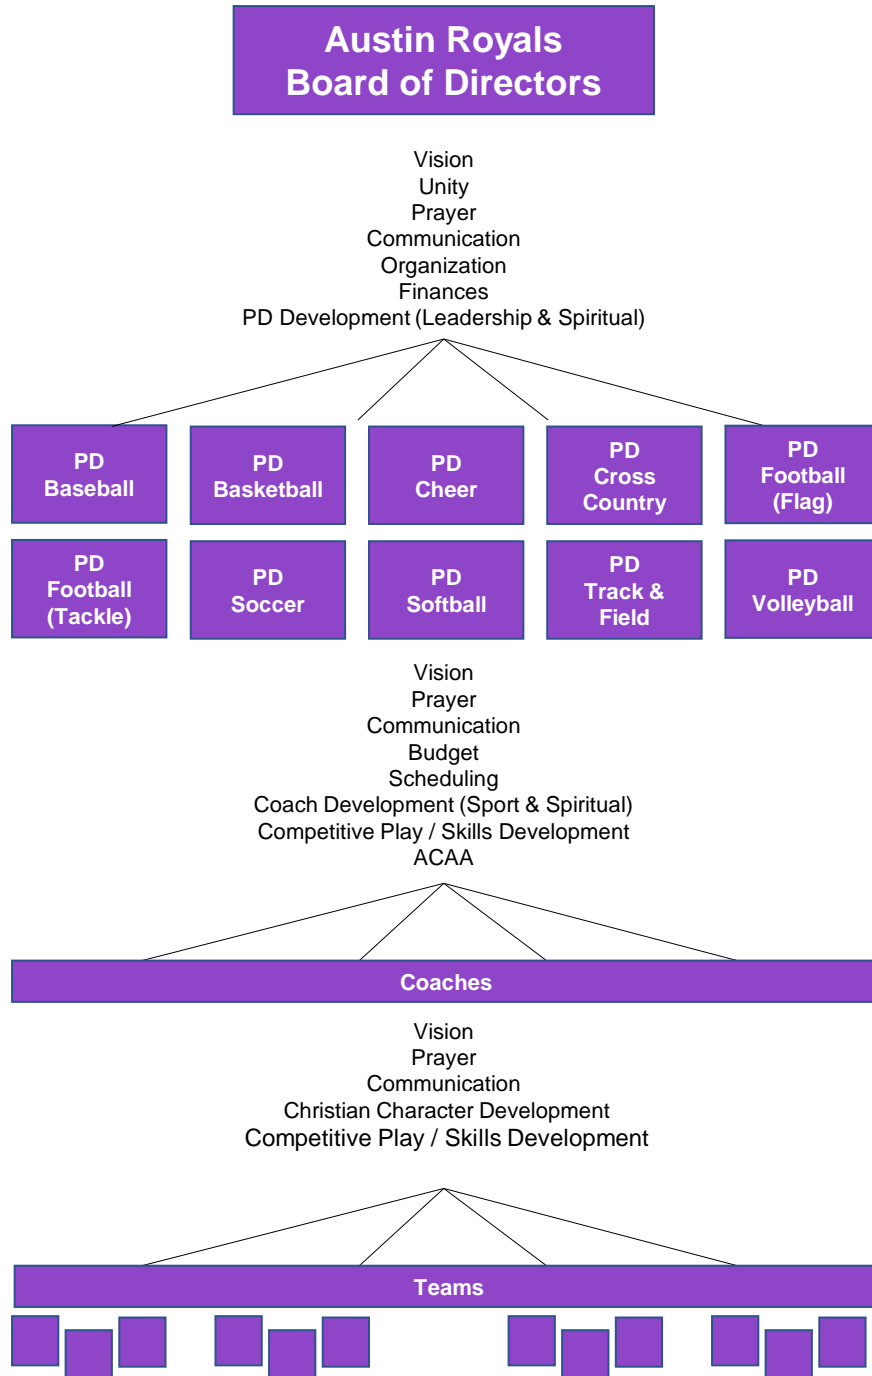 Austin Royals
Board of Directors
Vision
Unity
Prayer
Communication
Organization
Finances
PD Development (Leadership & Spiritual)
PD
Baseball
PD
Basketball
PD
Cheer
PD
Cross
Country
PD
Football
(Flag)
PD
Football
(Tackle)
PD
Soccer
PD
Softball
PD
Track &
Field
PD
Volleyball
Vision
Prayer
Communication
Budget
Scheduling
Coach Development (Sport & Spiritual)
Competitive Play / Skills Development
ACAA
Coaches
Vision
Prayer
Communication
Christian Character Development
Competitive Play / Skills Development
Teams